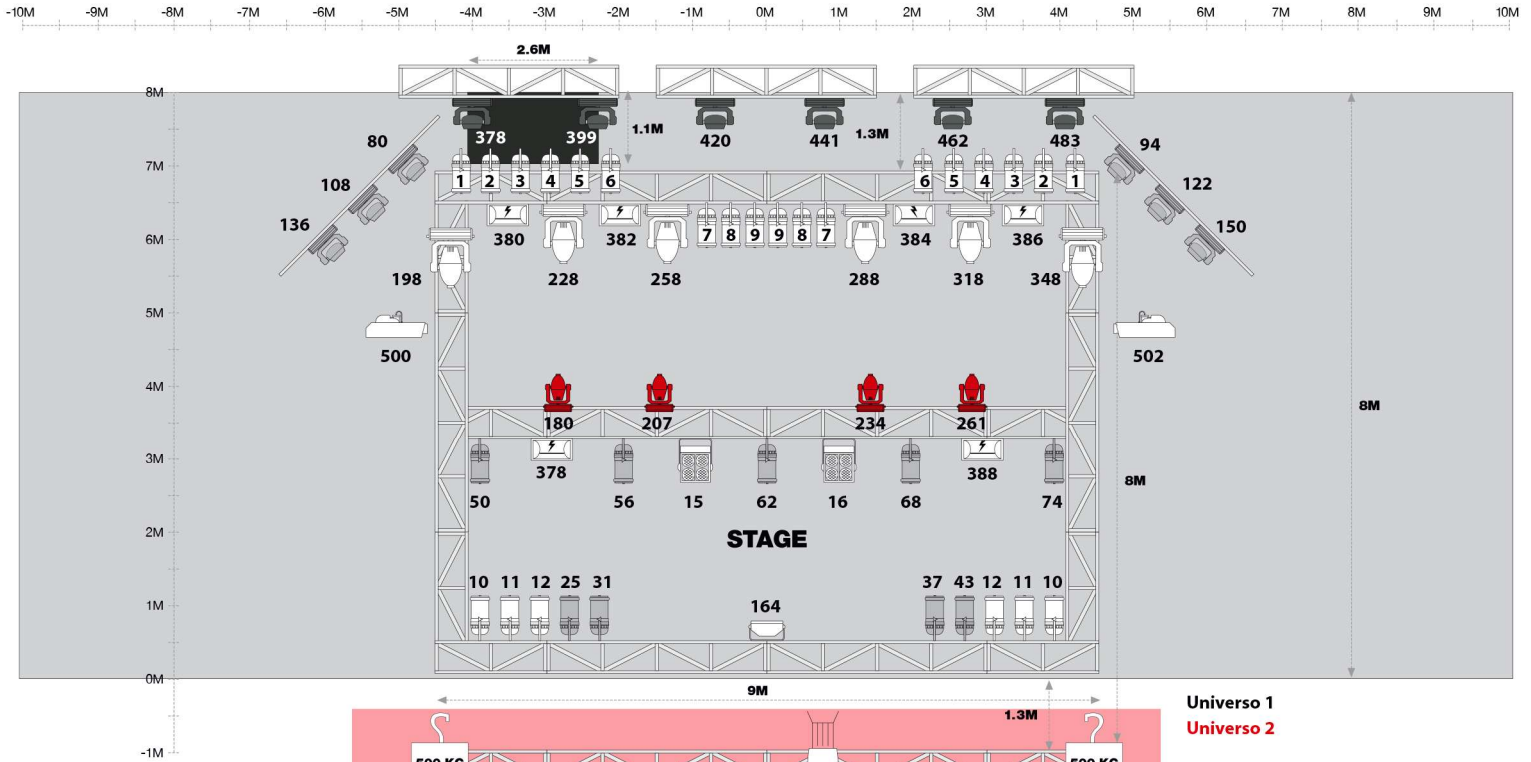 -10M -9M -8M -7M -6M -5M -4M -3M -2M -1M 0M 1M 2M 3M 4M 5M 6M 7M 8M 9M 10M
2.6M
8M
378 399 1.1M 420 441 1.3M 462 483
80 94
7M
1 2 3 4 5 6 6 5 4 3 2 1
108 122
136 150
7 8 9 9 8 7
6M 380 382 384 386
198 228 258 288 318 348
5M
500 502
4M
8M
180 207 234 261
3M
378 388
8M
50 56 15 62 16 68 74
2M
STAGE
10 11 12 25 31 37 43 12 11 10
1M 164
0M
9M
Universo 1
1.3M
Universo 2
-1M
500 KG 500 KG